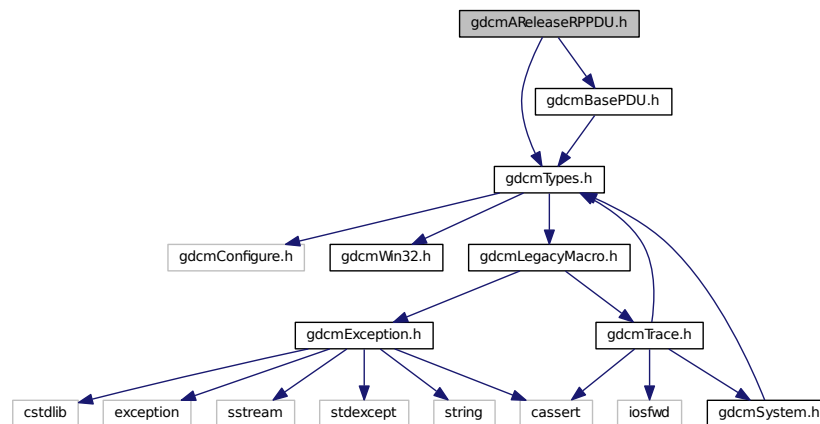 gdcmAReleaseRPPDU.h
gdcmBasePDU.h
gdcmTypes.h
gdcmConfigure.h
gdcmWin32.h
gdcmLegacyMacro.h
gdcmException.h
gdcmTrace.h
cstdlib
exception
sstream
stdexcept
string
cassert
iosfwd
gdcmSystem.h